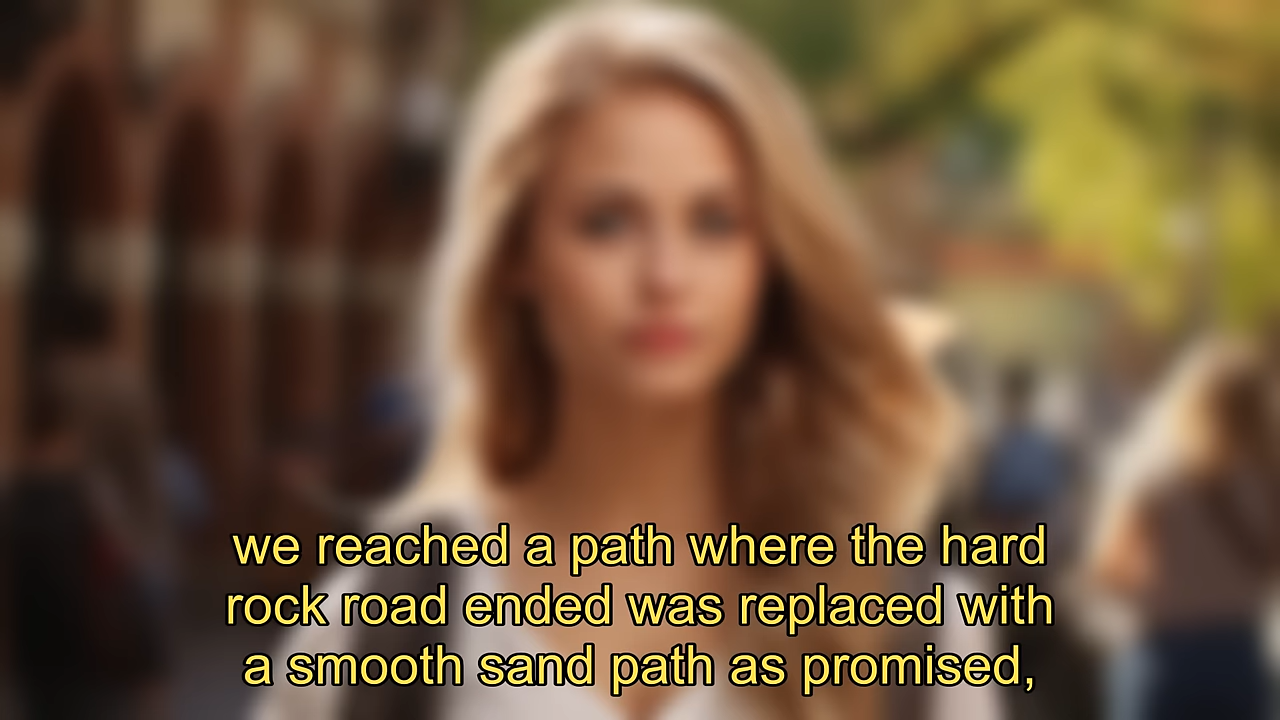 we reached a path where the hard
rock road ended was replaced with
a smooth sand path as promised,